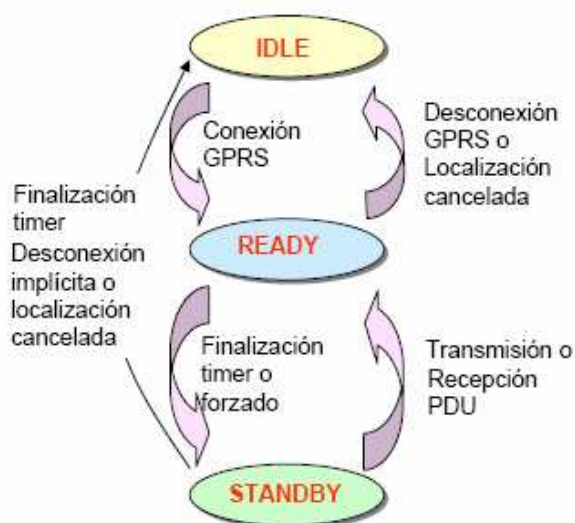 IDLE
Conexión
GPRS
Desconexión
GPRS o
Localización
cancelada
Finalización
timer
Desconexión
implícita o
localización
cancelada
READY
Finalización
timer o
forzado
Transmisión o
Recepción
PDU
STANDBY